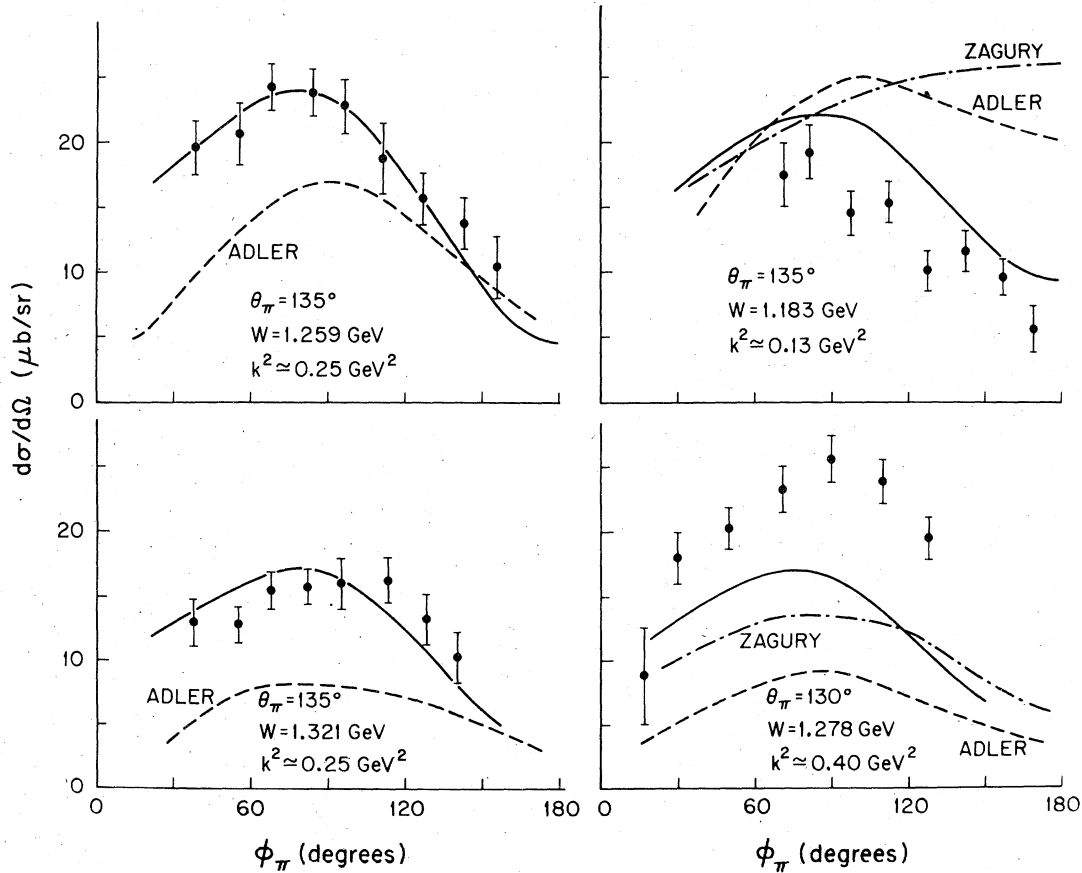 dσ/dΩ (μb/sr)
20
10
0
ADLER
θπ = 135°
W = 1.259 GeV
k² ≃ 0.25 GeV²
ZAGURY
ADLER
θπ = 135°
W = 1.183 GeV
k² ≃ 0.13 GeV²
20
10
0
ADLER
θπ = 135°
W = 1.321 GeV
k² ≃ 0.25 GeV²
0 60 120 180
φπ (degrees)
ZAGURY
θπ = 130°
W = 1.278 GeV
k² ≃ 0.40 GeV²
ADLER
0 60 120 180
φπ (degrees)